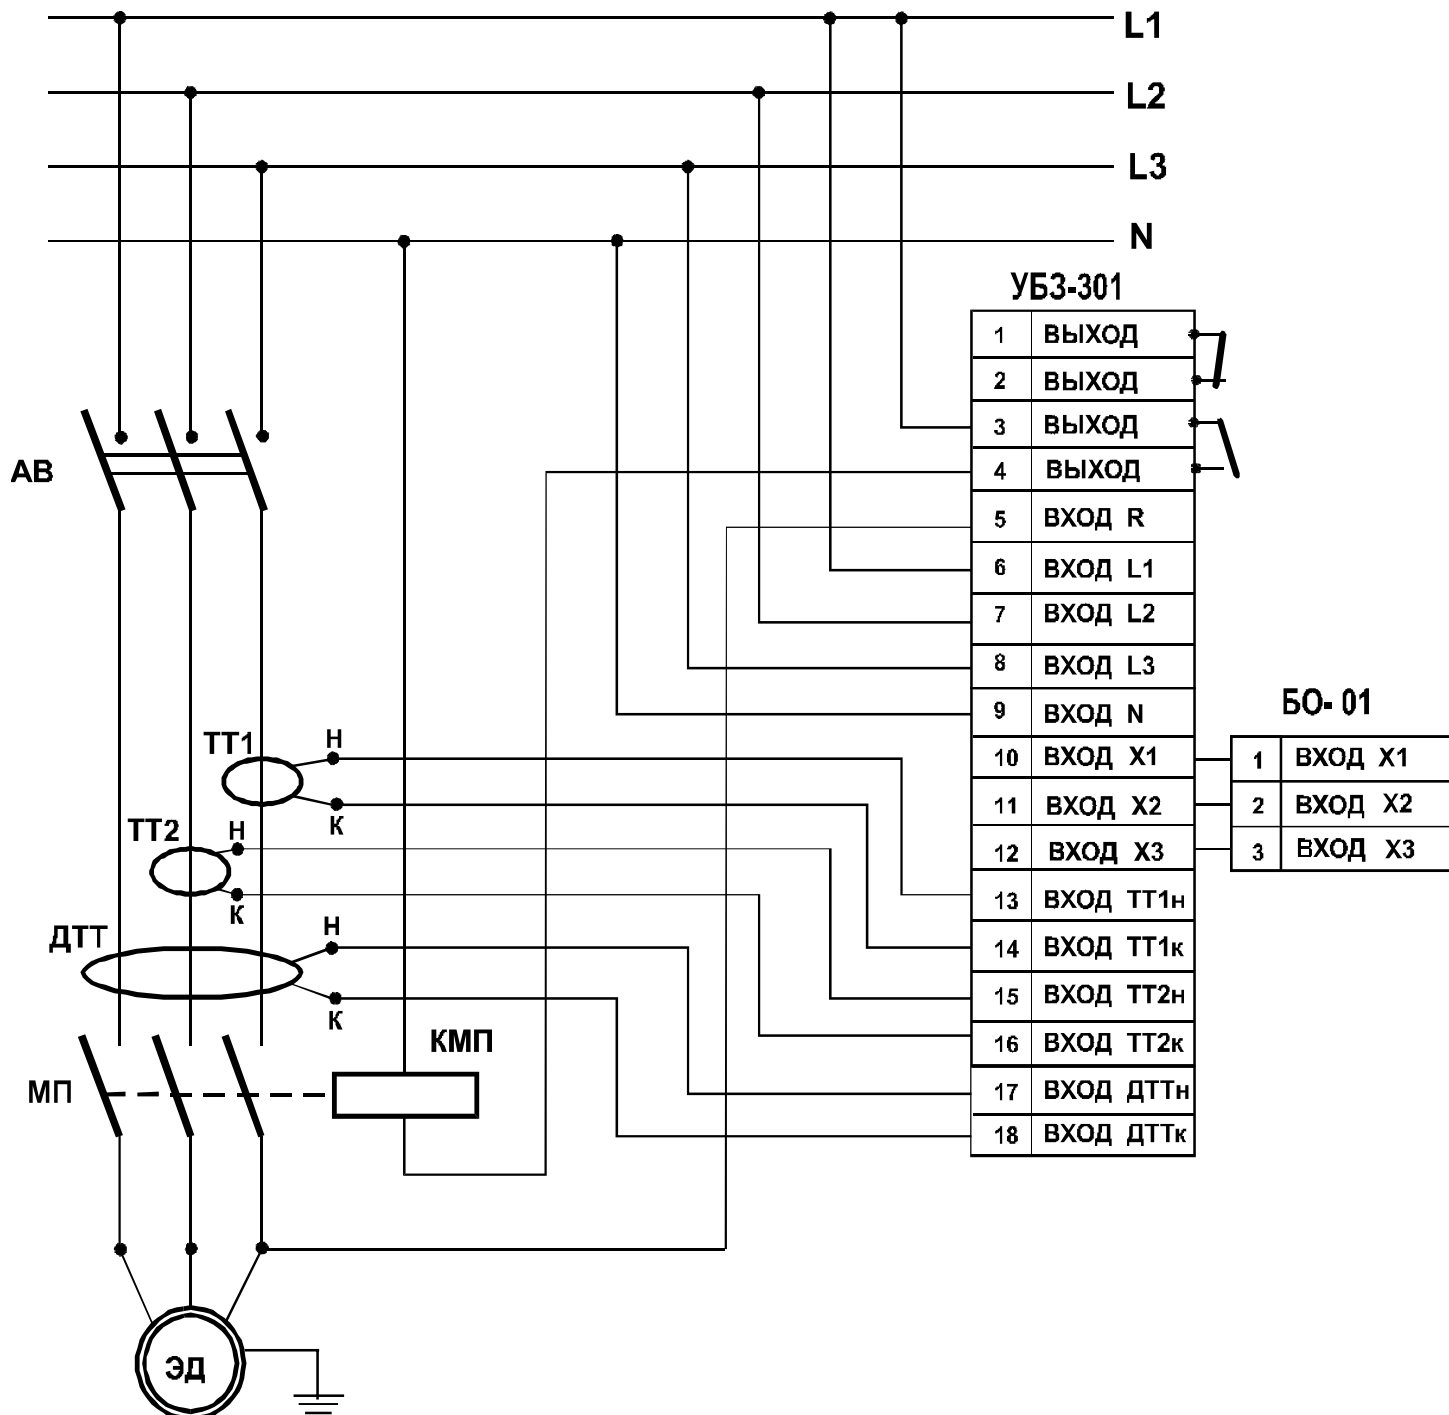 L1
L2
L3
N
УБЗ-301
1 ВЫХОД
2 ВЫХОД
3 ВЫХОД
АВ
4 ВЫХОД
5 ВХОД R
6 ВХОД L1
7 ВХОД L2
8 ВХОД L3
БО- 01
9 ВХОД N
ТТ1 Н
10 ВХОД X1
1 ВХОД X1
11 ВХОД X2
2 ВХОД X2
К
ТТ2 Н
12 ВХОД X3
3 ВХОД X3
13 ВХОД ТТ1н
К
ДТТ Н
14 ВХОД ТТ1к
15 ВХОД ТТ2н
К
КМП
16 ВХОД ТТ2к
МП
17 ВХОД ДТТн
18 ВХОД ДТТк
ЭД